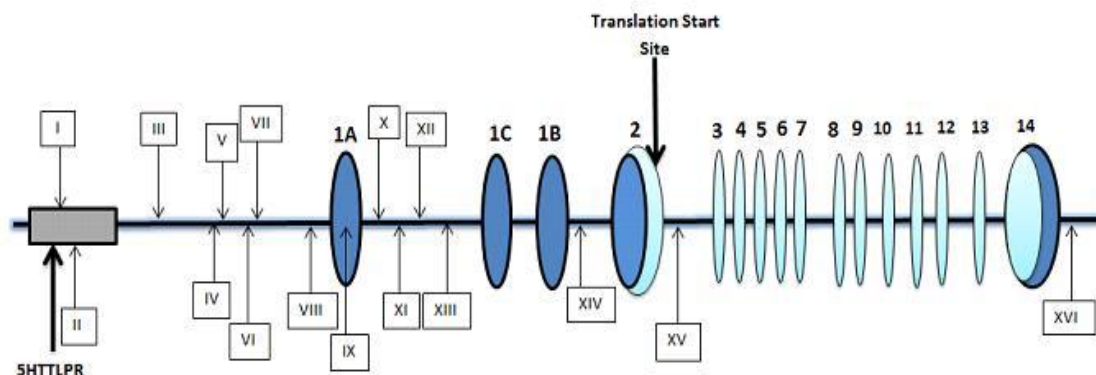 Translation Start
Site
I
III
V
VII
1A
X
XII
1C
1B
2
3
4
5
6
7
8
9
10
11
12
13
14
II
IV
VI
VIII
IX
XI
XIII
XIV
XV
XVI
5HTTLPR